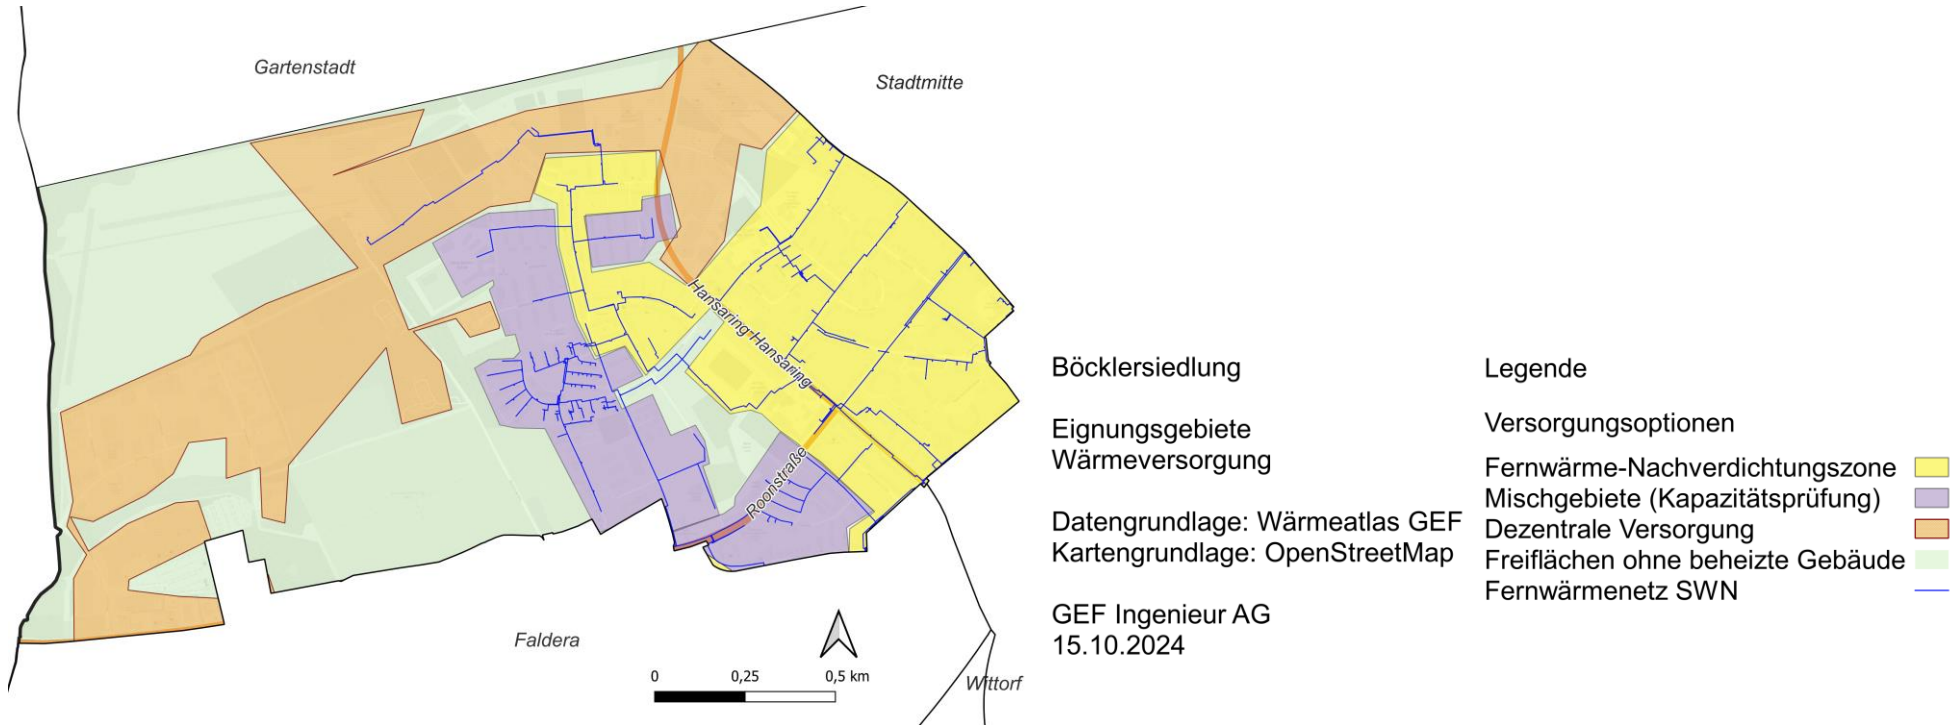 Gartenstadt
Stadtmitte
Hansaring Hansaring
Roonstraße
Faldera
Wittorf
0 0,25 0,5 km
Böcklersiedlung
Eignungsgebiete
Wärmeversorgung
Datengrundlage: Wärmeatlas GEF
Kartengrundlage: OpenStreetMap
GEF Ingenieur AG
15.10.2024
Legende
Versorgungsoptionen
Fernwärme-Nachverdichtungszone
Mischgebiete (Kapazitätsprüfung)
Dezentrale Versorgung
Freiflächen ohne beheizte Gebäude
Fernwärmenetz SWN